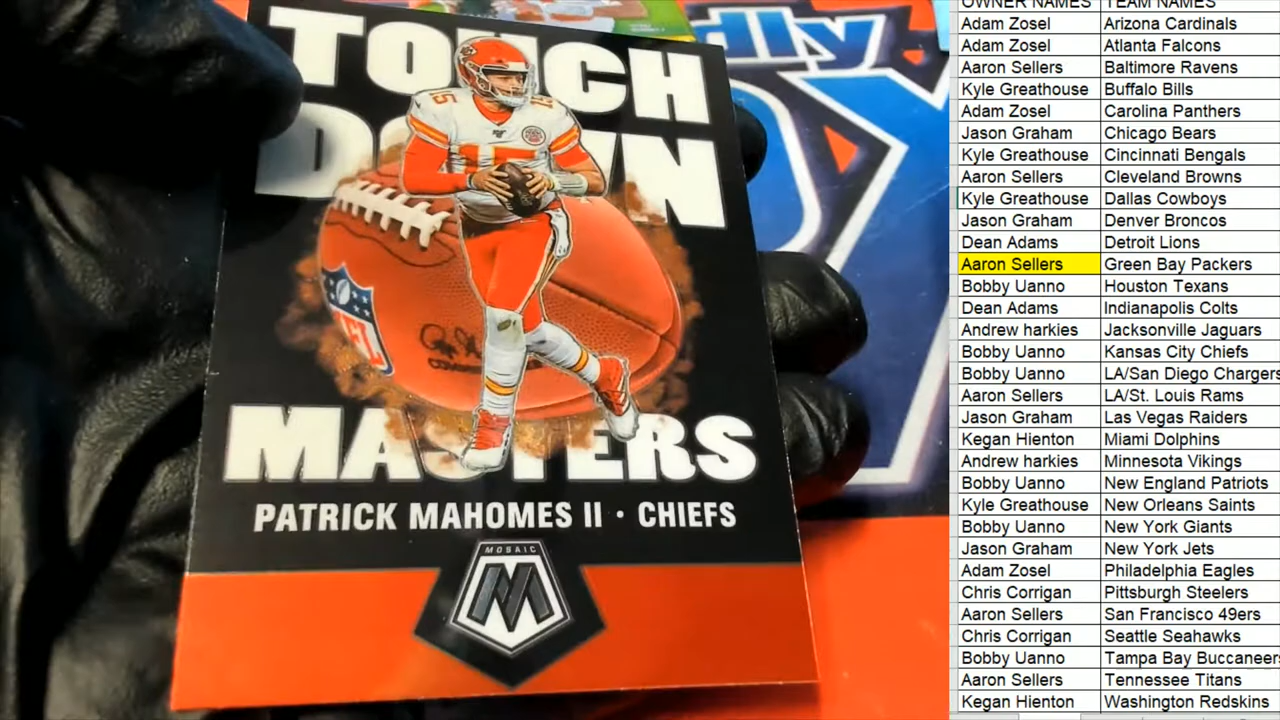 TOUCH
DOWN
15
NFL
MASTERS
PATRICK MAHOMES II · CHIEFS
MOSAIC
M
dly
OWNER NAMES TEAM NAMES
Adam Zosel Arizona Cardinals
Adam Zosel Atlanta Falcons
Aaron Sellers Baltimore Ravens
Kyle Greathouse Buffalo Bills
Adam Zosel Carolina Panthers
Jason Graham Chicago Bears
Kyle Greathouse Cincinnati Bengals
Aaron Sellers Cleveland Browns
Kyle Greathouse Dallas Cowboys
Jason Graham Denver Broncos
Dean Adams Detroit Lions
Aaron Sellers Green Bay Packers
Bobby Uanno Houston Texans
Dean Adams Indianapolis Colts
Andrew harkies Jacksonville Jaguars
Bobby Uanno Kansas City Chiefs
Bobby Uanno LA/San Diego Chargers
Aaron Sellers LA/St. Louis Rams
Jason Graham Las Vegas Raiders
Kegan Hienton Miami Dolphins
Andrew harkies Minnesota Vikings
Bobby Uanno New England Patriots
Kyle Greathouse New Orleans Saints
Bobby Uanno New York Giants
Jason Graham New York Jets
Adam Zosel Philadelphia Eagles
Chris Corrigan Pittsburgh Steelers
Aaron Sellers San Francisco 49ers
Chris Corrigan Seattle Seahawks
Bobby Uanno Tampa Bay Buccaneers
Aaron Sellers Tennessee Titans
Kegan Hienton Washington Redskins